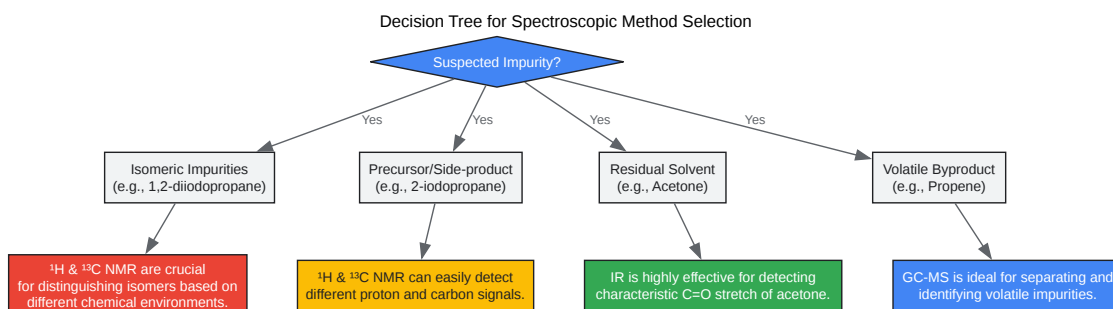 Decision Tree for Spectroscopic Method Selection
Suspected Impurity?
Yes
Yes
Yes
Yes
Isomeric Impurities
(e.g., 1,2-diiodopropane)
Precursor/Side-product
(e.g., 2-iodopropane)
Residual Solvent
(e.g., Acetone)
Volatile Byproduct
(e.g., Propene)
¹H & ¹³C NMR are crucial
for distinguishing isomers based on
different chemical environments.
¹H & ¹³C NMR can easily detect
different proton and carbon signals.
IR is highly effective for detecting
characteristic C=O stretch of acetone.
GC-MS is ideal for separating and
identifying volatile impurities.